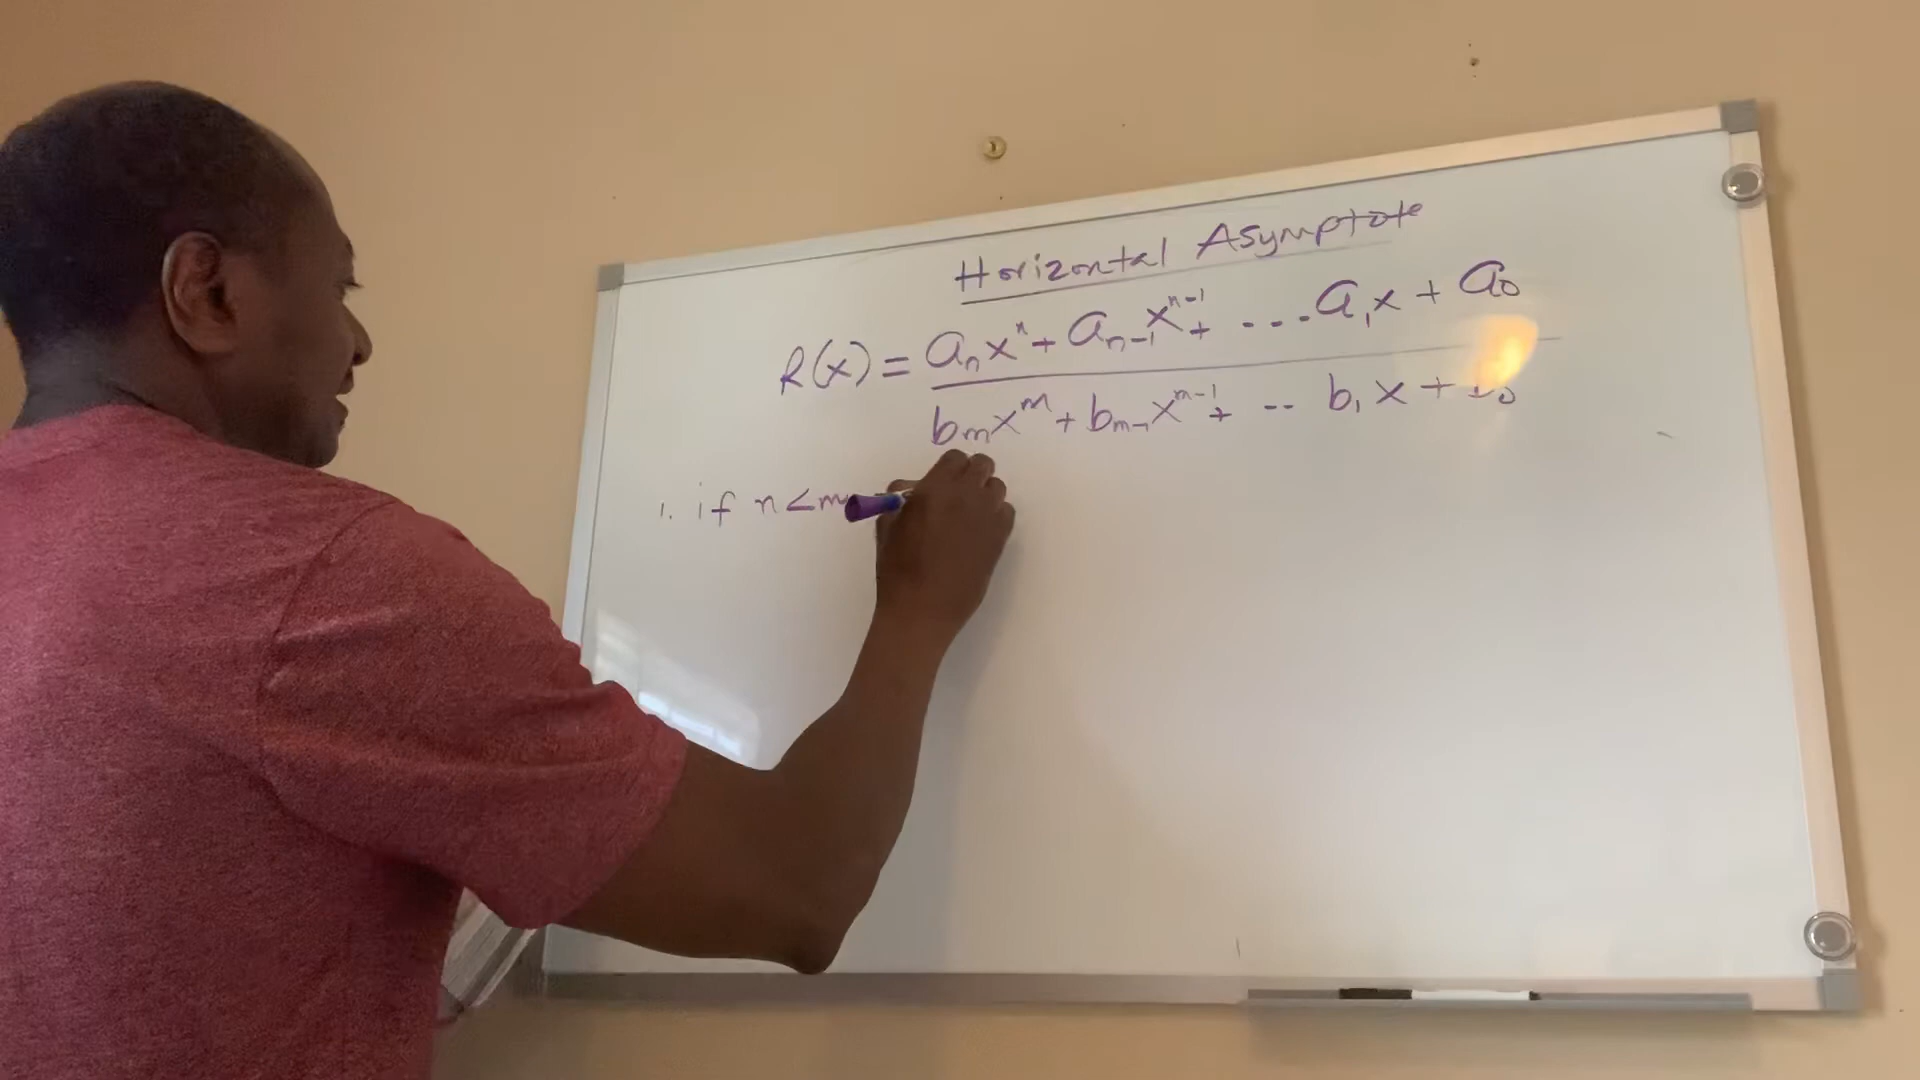 Horizontal Asymptote
R(x) = aₙxⁿ + aₙ₋₁xⁿ⁻¹ + ... a₁x + a₀
bₘxᵐ + bₘ₋₁xᵐ⁻¹ + -- b₁x +
1. if n<m